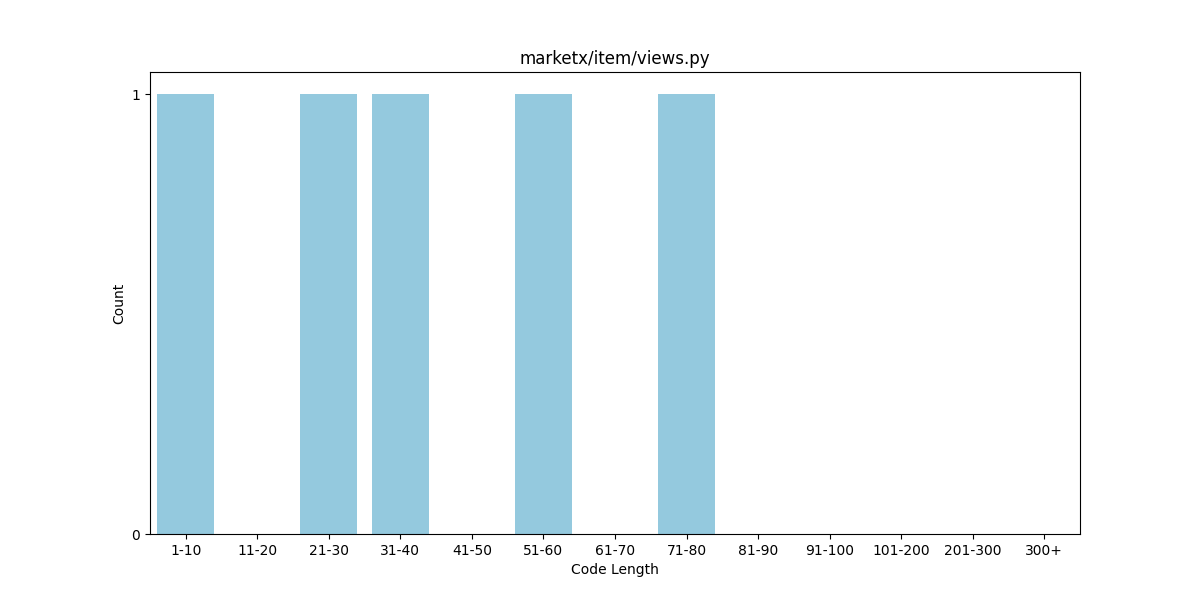 marketx/item/views.py
1
Count
0
1-10 11-20 21-30 31-40 41-50 51-60 61-70 71-80 81-90 91-100 101-200 201-300 300+
Code Length